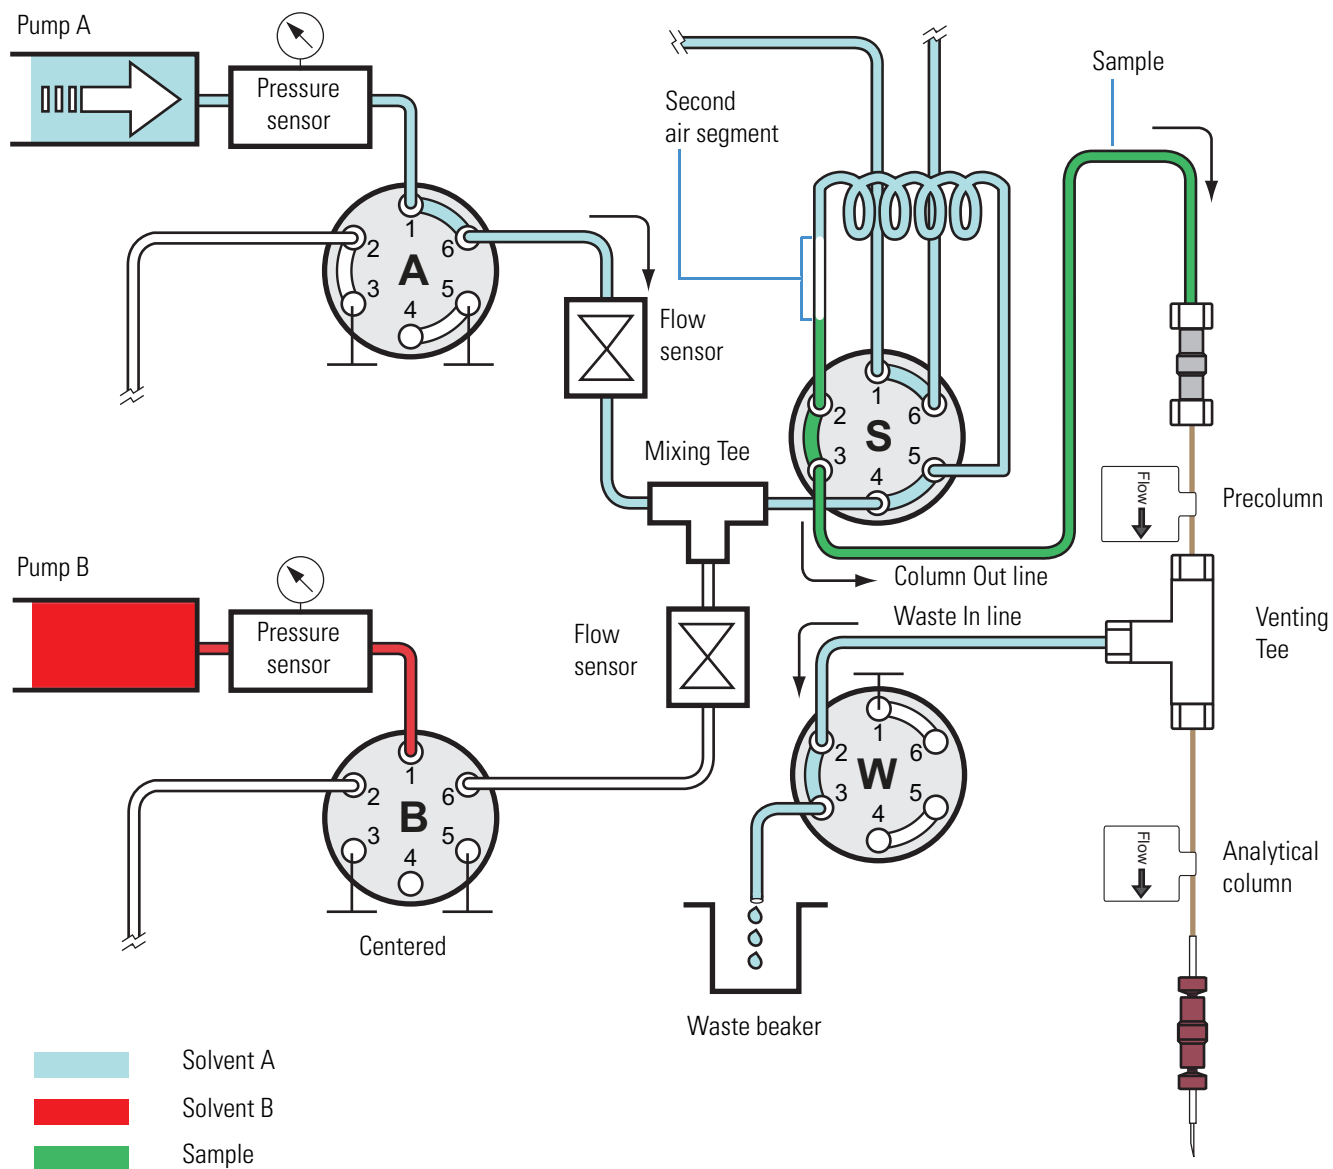 Pump A
Pressure
sensor
Second
air segment
Sample
1
2
6
A
3
5
4
Flow
sensor
1
2
6
S
3
5
4
Mixing Tee
Flow
Precolumn
Pump B
Pressure
sensor
Column Out line
Waste In line
Flow
sensor
Venting
Tee
1
2
6
B
3
5
4
Centered
1
2
6
W
3
5
4
Flow
Analytical
column
Waste beaker
Solvent A
Solvent B
Sample